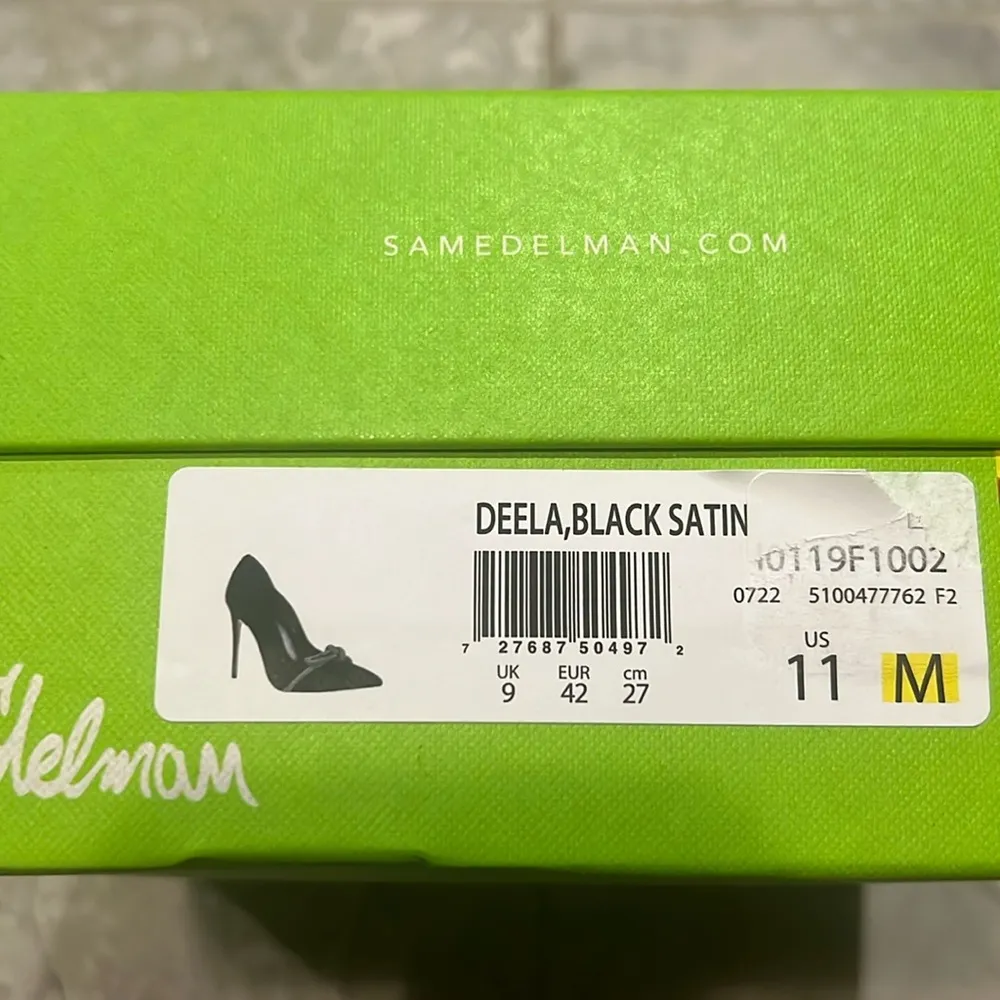 SAMEDELMAN.COM
DEELA,BLACK SATIN
0119F1002
0722 5100477762 F2
7 27687 50497 2
US
11 M
UK EUR cm
9 42 27
Edelman